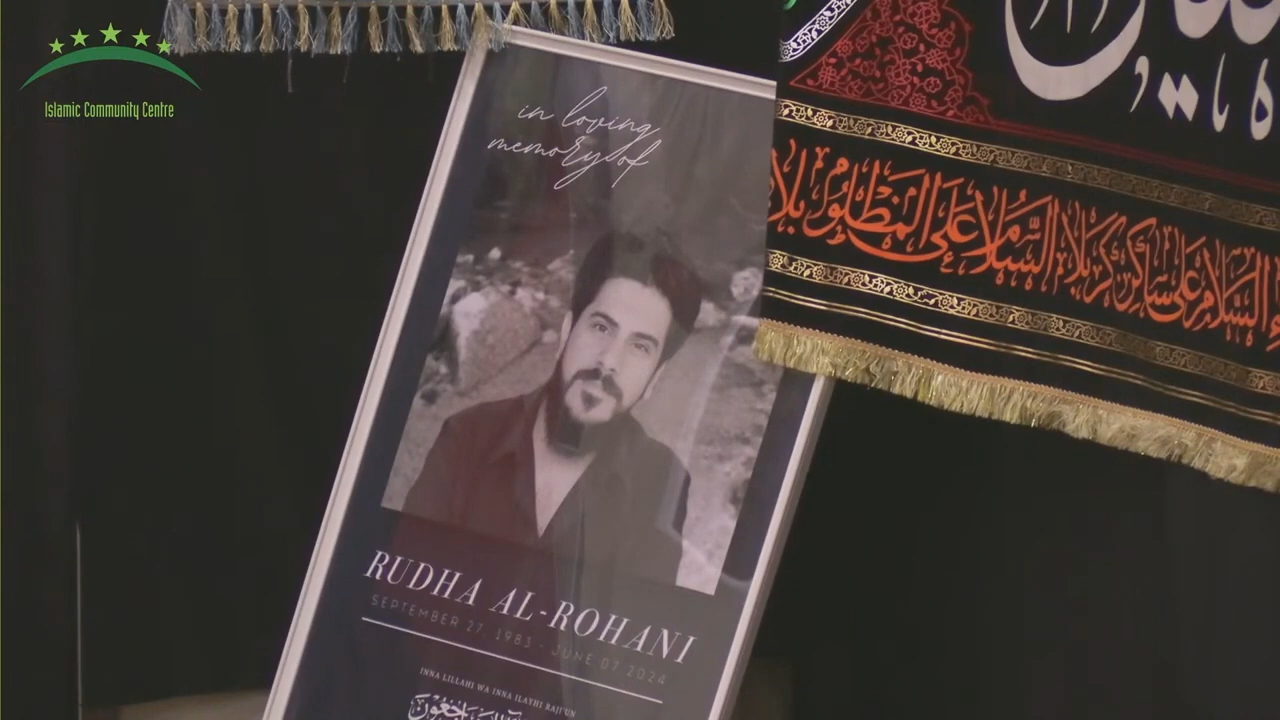 Islamic Community Centre
in loving
memory of
RUDHA AL-ROHANI
SEPTEMBER 27, 1983 - JUNE 07 2024
INNA LILLAHI WA INNA ILAYHI RAJI'UN
السلام على ساكن كربلاء السلام على المظلوم بلا